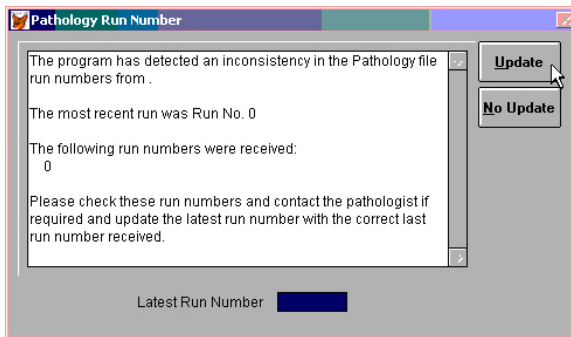 Pathology Run Number
The program has detected an inconsistency in the Pathology file
run numbers from .
The most recent run was Run No. 0
The following run numbers were received:
0
Please check these run numbers and contact the pathologist if
required and update the latest run number with the correct last
run number received.
Update
No Update
Latest Run Number